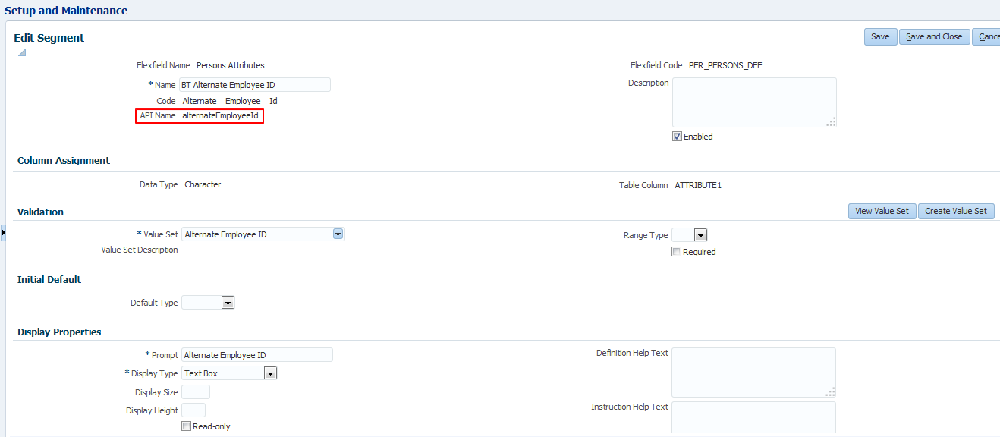 Setup and Maintenance
Edit Segment
Save
Save and Close
Cance
Flexfield Name Persons Attributes
Flexfield Code PER_PERSONS_DFF
* Name BT Alternate Employee ID
Description
Code Alternate__Employee__Id
API Name alternateEmployeeId
Enabled
Column Assignment
Data Type Character
Table Column ATTRIBUTE1
Validation
View Value Set
Create Value Set
* Value Set Alternate Employee ID
Range Type
Value Set Description
Required
Initial Default
Default Type
Display Properties
* Prompt Alternate Employee ID
Definition Help Text
* Display Type Text Box
Display Size
Display Height
Instruction Help Text
Read-only